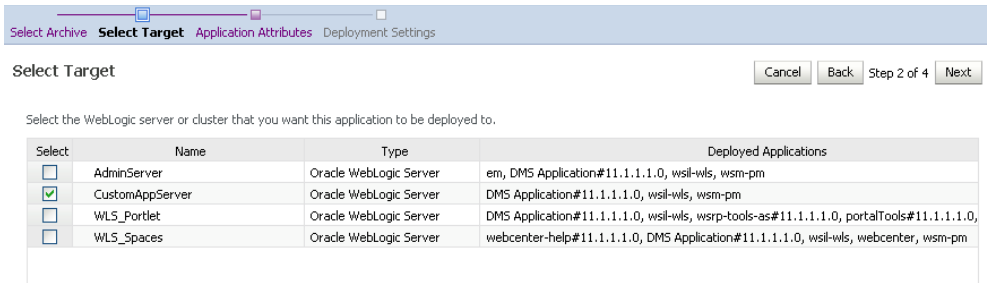 Select Archive Select Target Application Attributes Deployment Settings
Select Target
Cancel Back Step 2 of 4 Next
Select the WebLogic server or cluster that you want this application to be deployed to.
Select Name Type Deployed Applications
AdminServer Oracle WebLogic Server em, DMS Application#11.1.1.1.0, wsil-wls, wsm-pm
CustomAppServer Oracle WebLogic Server DMS Application#11.1.1.1.0, wsil-wls, wsm-pm
WLS_Portlet Oracle WebLogic Server DMS Application#11.1.1.1.0, wsil-wls, wsrp-tools-as#11.1.1.1.0, portalTools#11.1.1.1.0,
WLS_Spaces Oracle WebLogic Server webcenter-help#11.1.1.1.0, DMS Application#11.1.1.1.0, wsil-wls, webcenter, wsm-pm